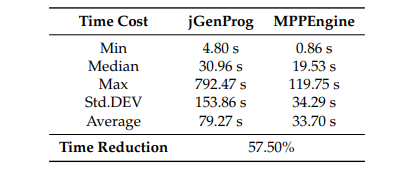 Time Cost jGenProg MPPEngine
Min 4.80 s 0.86 s
Median 30.96 s 19.53 s
Max 792.47 s 119.75 s
Std.DEV 153.86 s 34.29 s
Average 79.27 s 33.70 s
Time Reduction 57.50%